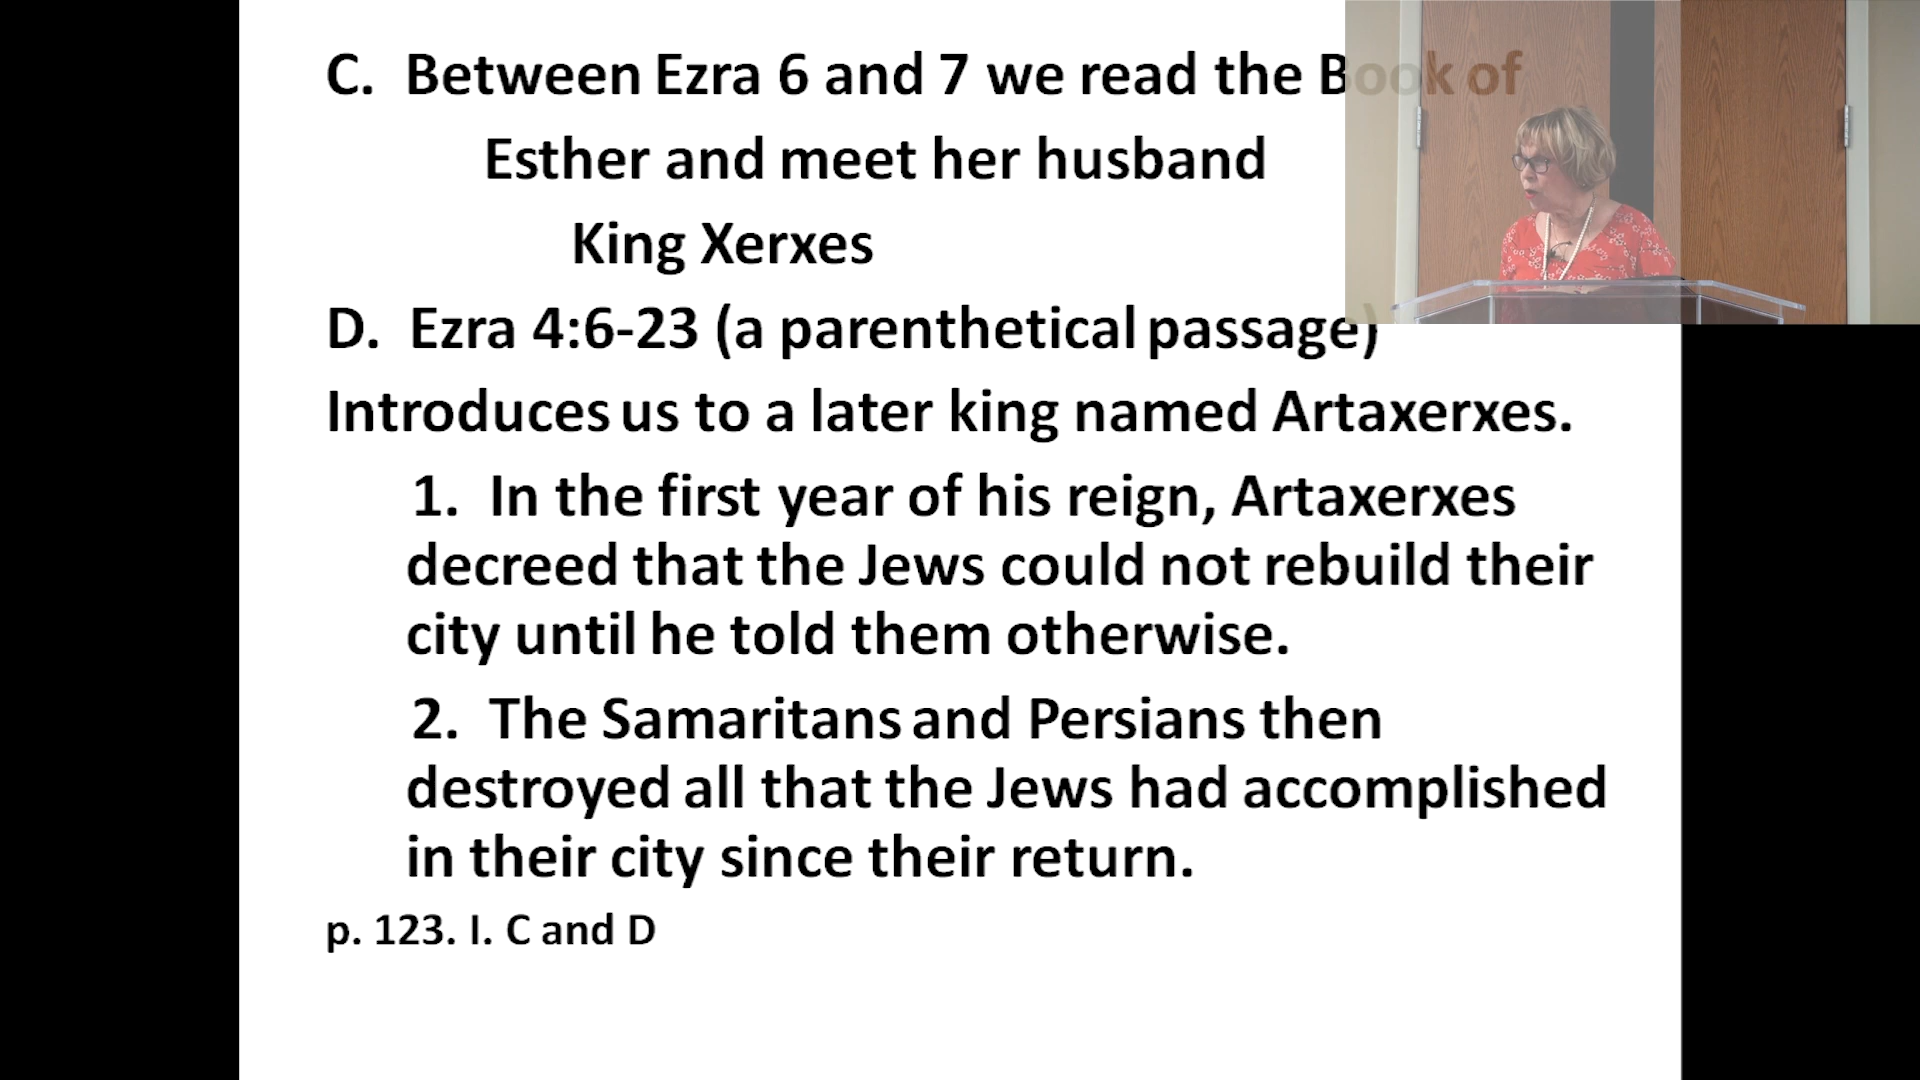 C. Between Ezra 6 and 7 we read the Book of
Esther and meet her husband
King Xerxes
D. Ezra 4:6-23 (a parenthetical passage)
Introduces us to a later king named Artaxerxes.
1. In the first year of his reign, Artaxerxes
decreed that the Jews could not rebuild their
city until he told them otherwise.
2. The Samaritans and Persians then
destroyed all that the Jews had accomplished
in their city since their return.
p. 123. I. C and D